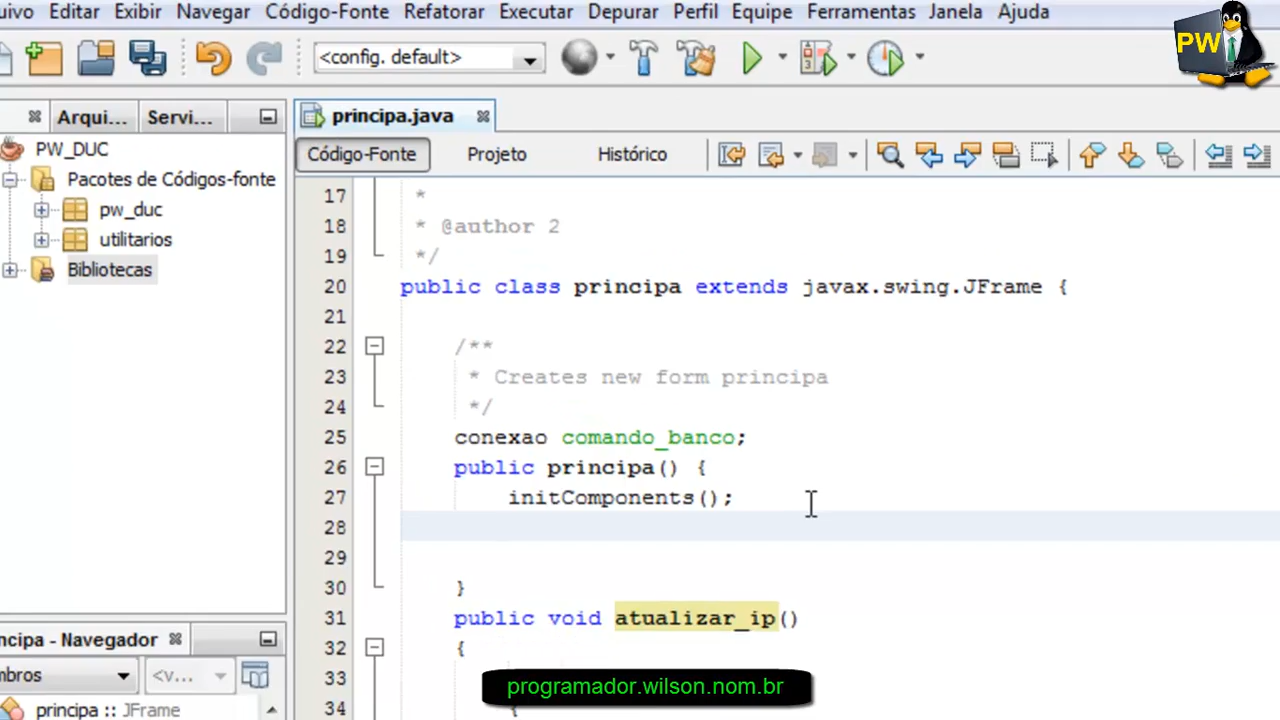 uivo Editar Exibir Navegar Código-Fonte Refatorar Executar Depurar Perfil Equipe Ferramentas Janela Ajuda
<config. default>
PW
Arqui... Servi... principa.java
PW_DUC
Código-Fonte Projeto Histórico
Pacotes de Códigos-fonte
pw_duc
utilitarios
Bibliotecas
17 *
18 * @author 2
19 */
20 public class principa extends javax.swing.JFrame {
21
22 /**
23 * Creates new form principa
24 */
25 conexao comando_banco;
26 public principa() {
27 initComponents();
28
29
30 }
31 public void atualizar_ip()
32 {
33
34 {
ncipa - Navegador
mbros <v...
principa :: JFrame
programador.wilson.nom.br